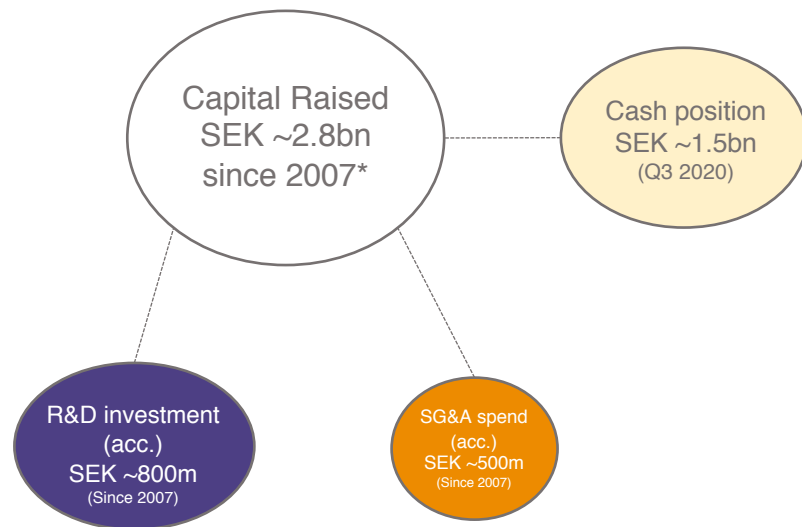 Capital Raised
SEK ~2.8bn
since 2007*
Cash position
SEK ~1.5bn
(Q3 2020)
R&D investment
(acc.)
SEK ~800m
(Since 2007)
SG&A spend
(acc.)
SEK ~500m
(Since 2007)